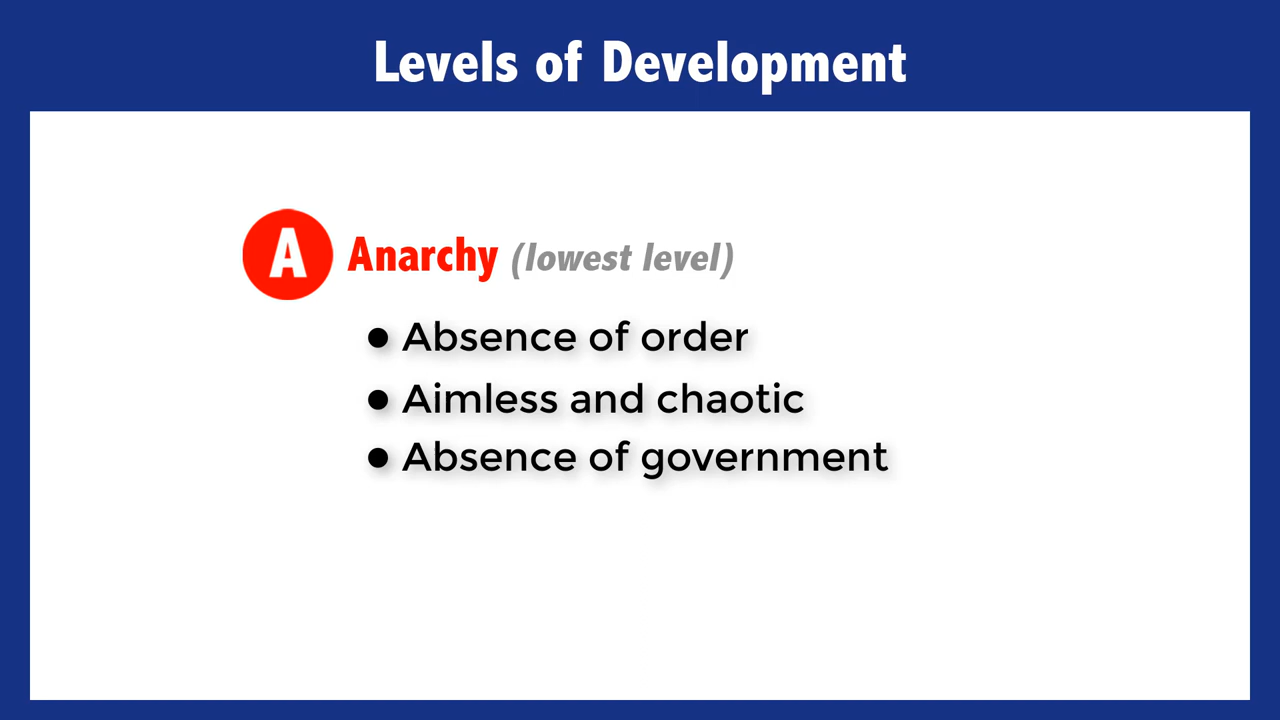 Levels of Development
A Anarchy (lowest level)
● Absence of order
● Aimless and chaotic
● Absence of government